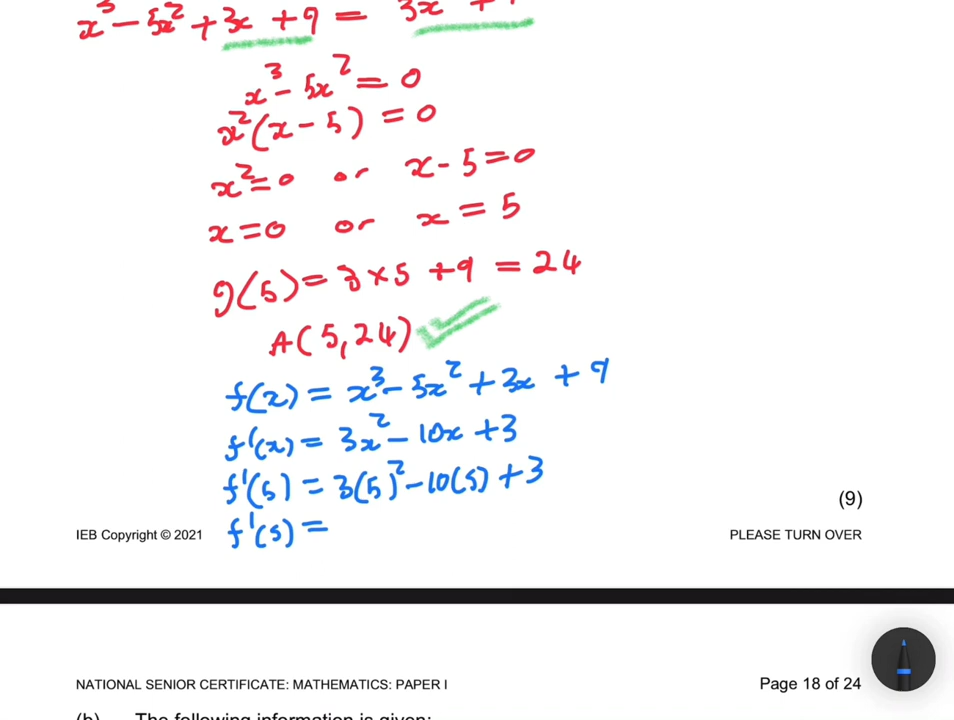 x³ - 5x² + 3x + 9 = 3x +
x³ - 5x² = 0
x²(x - 5) = 0
x² = 0 or x - 5 = 0
x = 0 or x = 5
g(5) = 3 × 5 + 9 = 24
A(5, 24)
f(x) = x³ - 5x² + 3x + 9
f'(x) = 3x² - 10x + 3
f'(5) = 3(5)² - 10(5) + 3
(9)
f'(5) =
IEB Copyright © 2021 PLEASE TURN OVER
NATIONAL SENIOR CERTIFICATE: MATHEMATICS: PAPER I Page 18 of 24
(b) The following information is given: